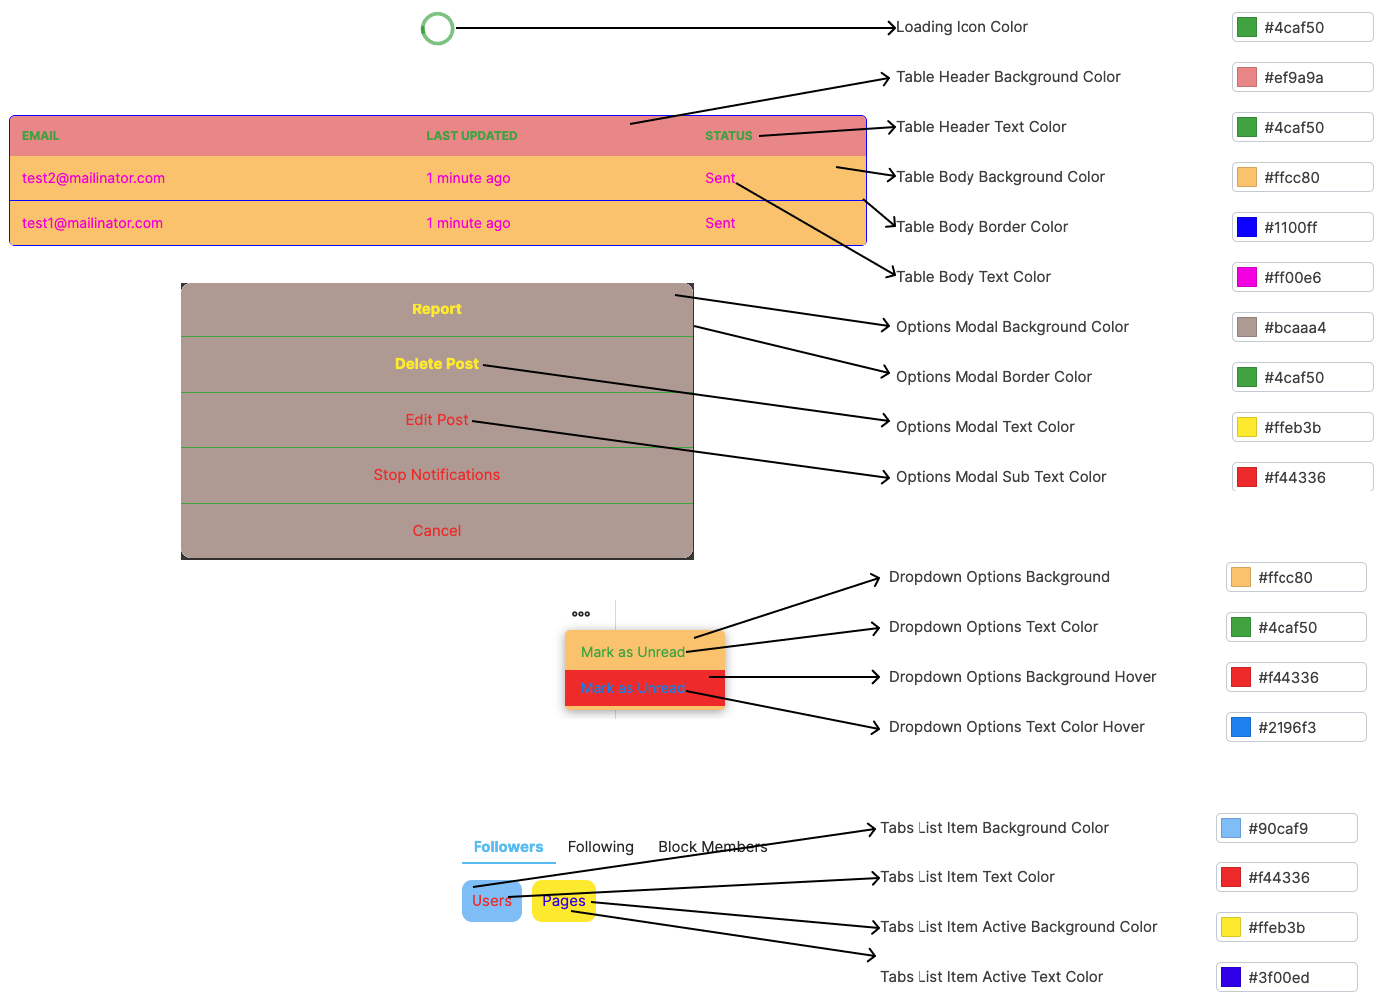 Loading Icon Color #4caf50
Table Header Background Color #ef9a9a
EMAIL LAST UPDATED STATUS Table Header Text Color #4caf50
test2@mailinator.com 1 minute ago Sent Table Body Background Color #ffcc80
test1@mailinator.com 1 minute ago Sent Table Body Border Color #1100ff
Table Body Text Color #ff00e6
Report Options Modal Background Color #bcaaa4
Delete Post Options Modal Border Color #4caf50
Edit Post Options Modal Text Color #ffeb3b
Stop Notifications Options Modal Sub Text Color #f44336
Cancel
Dropdown Options Background #ffcc80
Mark as Unread Dropdown Options Text Color #4caf50
Mark as Unread Dropdown Options Background Hover #f44336
Dropdown Options Text Color Hover #2196f3
Tabs List Item Background Color #90caf9
Followers Following Block Members
Tabs List Item Text Color #f44336
Users Pages
Tabs List Item Active Background Color #ffeb3b
Tabs List Item Active Text Color #3f00ed